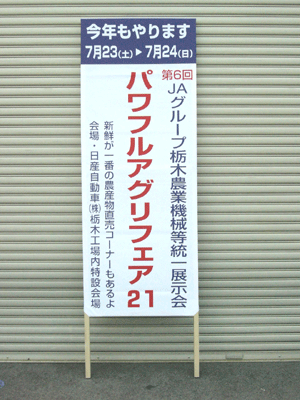 今年もやります
7月23(土)▶7月24(日)
第6回
JAグループ栃木農業機械等統一展示会
パワフルアグリフェア21
新鮮が一番の農産物直売コーナーもあるよ
会場・日産自動車㈱栃木工場内特設会場